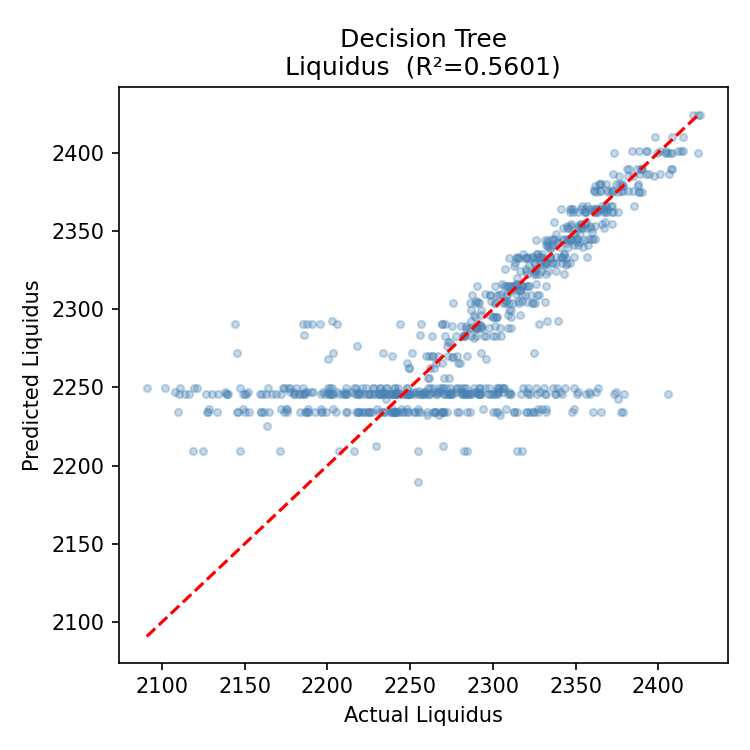 Decision Tree
Liquidus (R²=0.5601)
Predicted Liquidus
2400
2350
2300
2250
2200
2150
2100
2100 2150 2200 2250 2300 2350 2400
Actual Liquidus